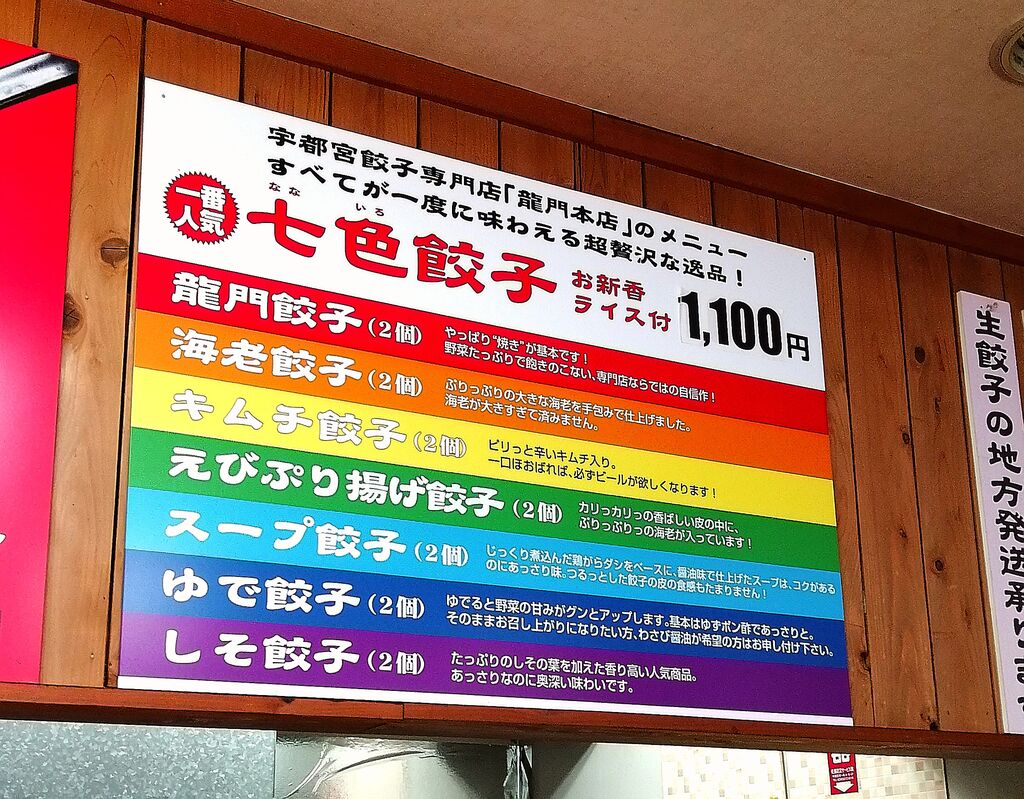 宇都宮餃子専門店「龍門本店」のメニュー
すべてが一度に味わえる超贅沢な逸品！
一番
人気
なな いろ
七色餃子
お新香
ライス付
1,100円
龍門餃子(2個)
やっぱり"焼き"が基本です！
野菜たっぷりで飽きのこない、専門店ならではの自信作！
海老餃子(2個)
ぷりっぷりの大きな海老を手包みで仕上げました。
海老が大きすぎて済みません。
キムチ餃子(2個)
ピリっと辛いキムチ入り。
一口ほおばれば、必ずビールが欲しくなります！
えびぷり揚げ餃子(2個)
カリっカリっの香ばしい皮の中に、
ぷりっぷりっの海老が入っています！
スープ餃子(2個)
じっくり煮込んだ鶏がらダシをベースに、醤油味で仕上げたスープは、コクがある
のにあっさり味。つるっとした餃子の皮の食感もたまりません！
ゆで餃子(2個)
ゆでると野菜の甘みがグンとアップします。基本はゆずポン酢であっさりと。
そのままお召し上がりになりたい方、わさび醤油が希望の方はお申し付け下さい。
しそ餃子(2個)
たっぷりのしその葉を加えた香り高い人気商品。
あっさりなのに奥深い味わいです。
生餃子の地方発送承ります